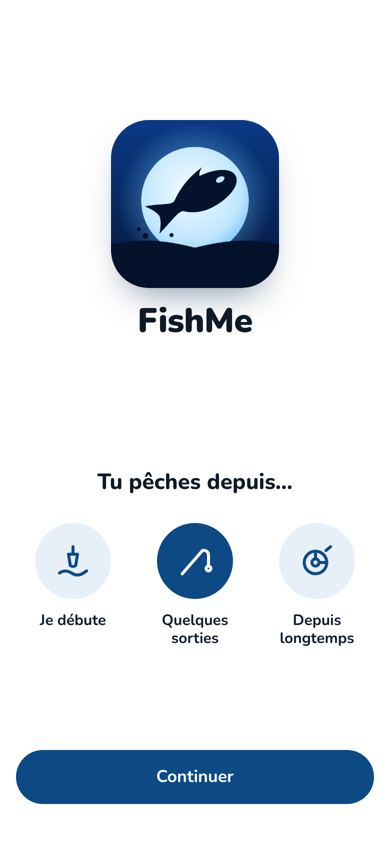 FishMe
Tu pêches depuis...
Je débute
Quelques
sorties
Depuis
longtemps
Continuer